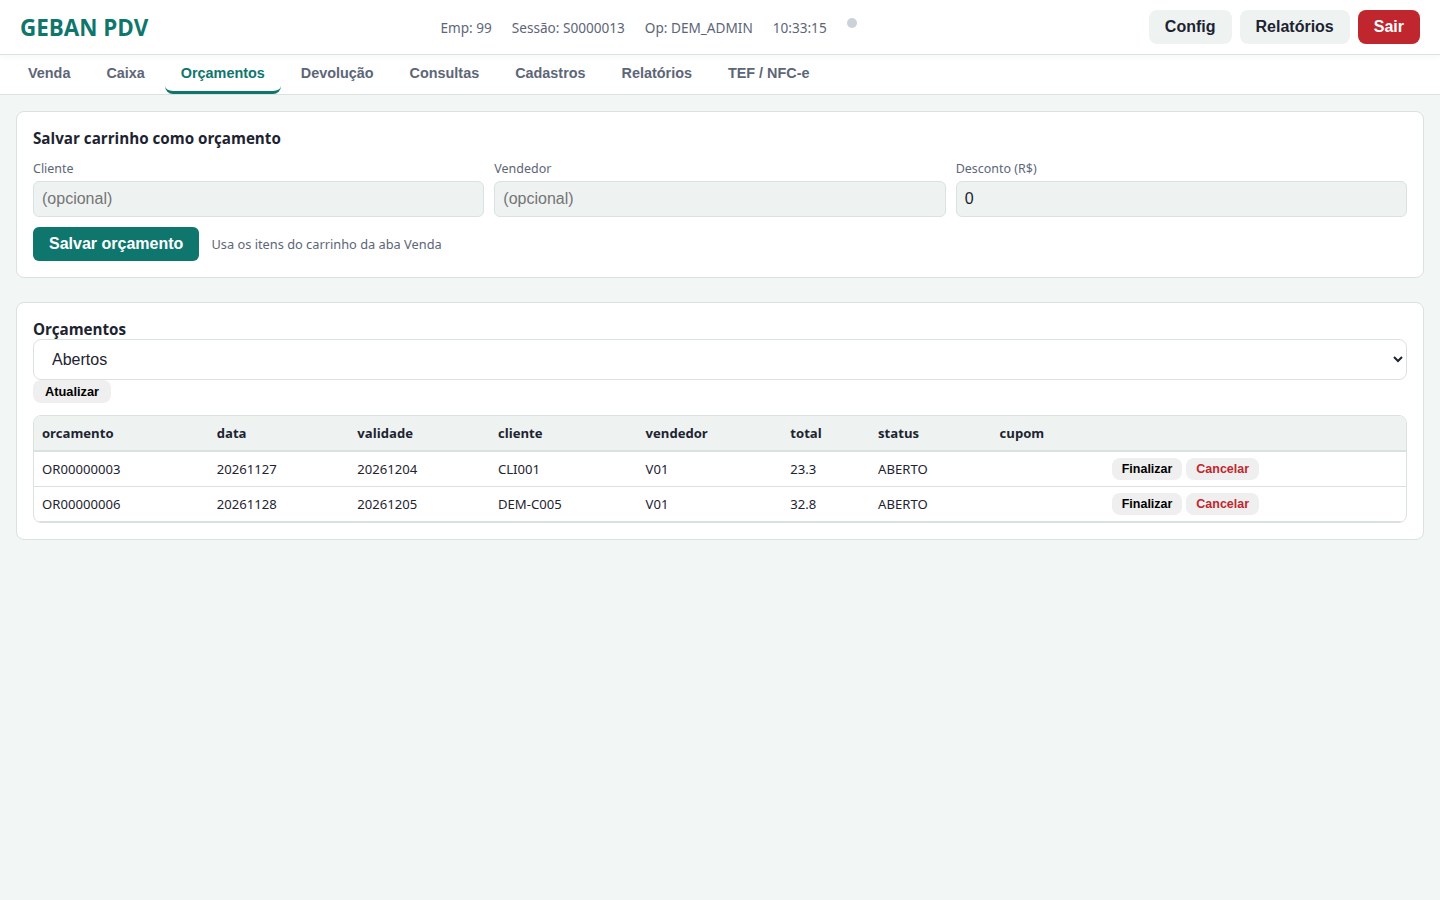 GEBAN PDV
Emp: 99 Sessão: S0000013 Op: DEM_ADMIN 10:33:15
Config Relatórios Sair
Venda Caixa Orçamentos Devolução Consultas Cadastros Relatórios TEF / NFC-e
Salvar carrinho como orçamento
Cliente Vendedor Desconto (R$)
(opcional) (opcional) 0
Salvar orçamento Usa os itens do carrinho da aba Venda
Orçamentos
Abertos
Atualizar
orcamento data validade cliente vendedor total status cupom
OR00000003 20261127 20261204 CLI001 V01 23.3 ABERTO Finalizar Cancelar
OR00000006 20261128 20261205 DEM-C005 V01 32.8 ABERTO Finalizar Cancelar